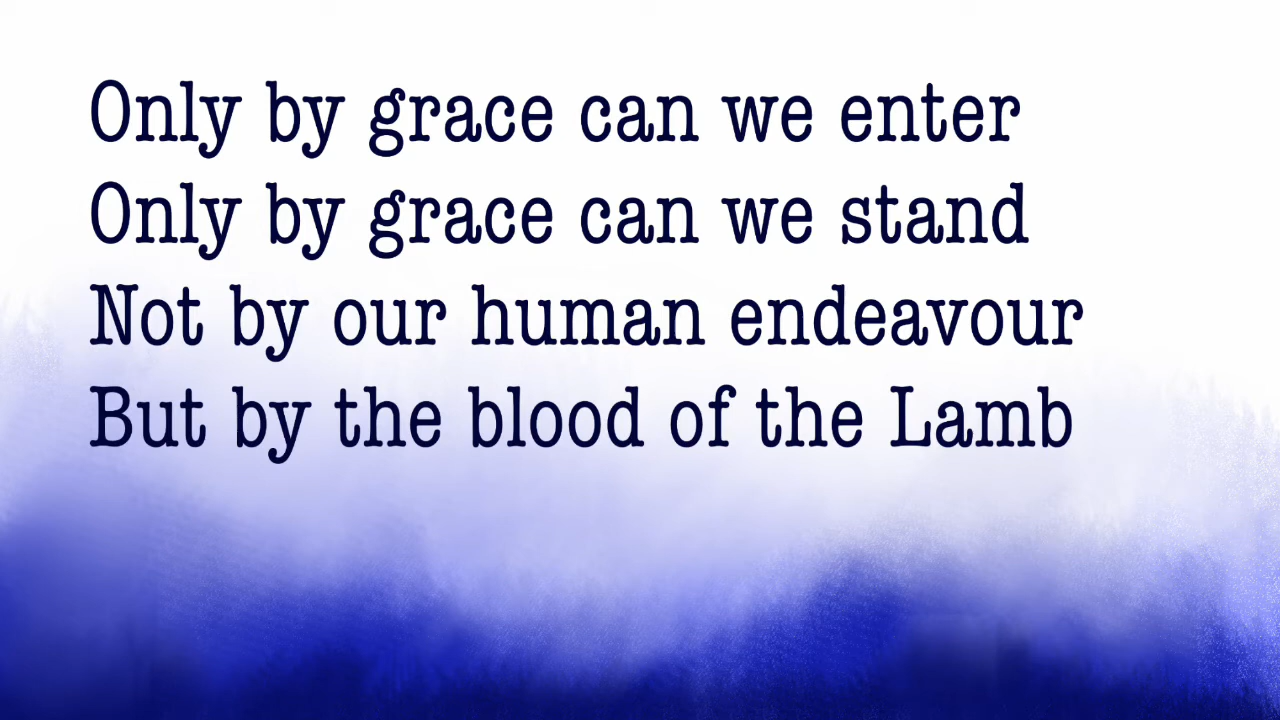 Only by grace can we enter
Only by grace can we stand
Not by our human endeavour
But by the blood of the Lamb